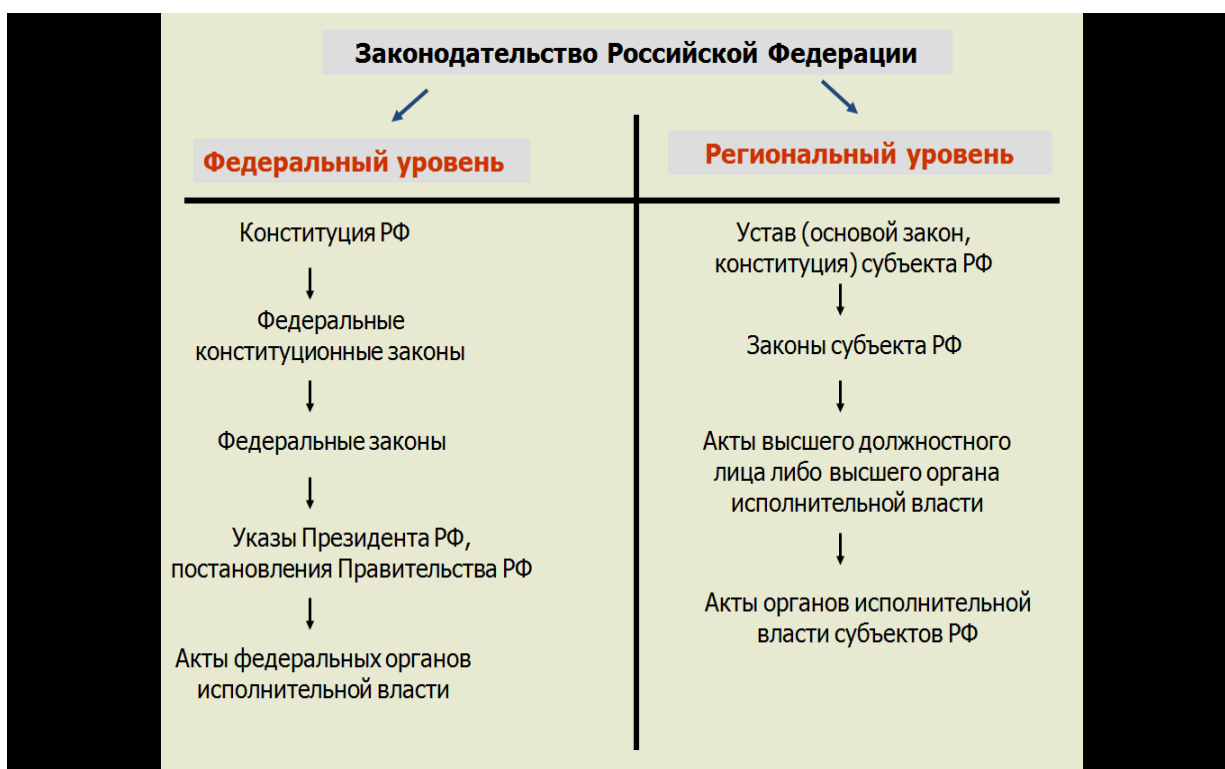 Законодательство Российской Федерации
Федеральный уровень
Конституция РФ
Федеральные
конституционные законы
Федеральные законы
Указы Президента РФ,
постановления Правительства РФ
Акты федеральных органов
исполнительной власти
Региональный уровень
Устав (основой закон,
конституция) субъекта РФ
Законы субъекта РФ
Акты высшего должностного
лица либо высшего органа
исполнительной власти
Акты органов исполнительной
власти субъектов РФ